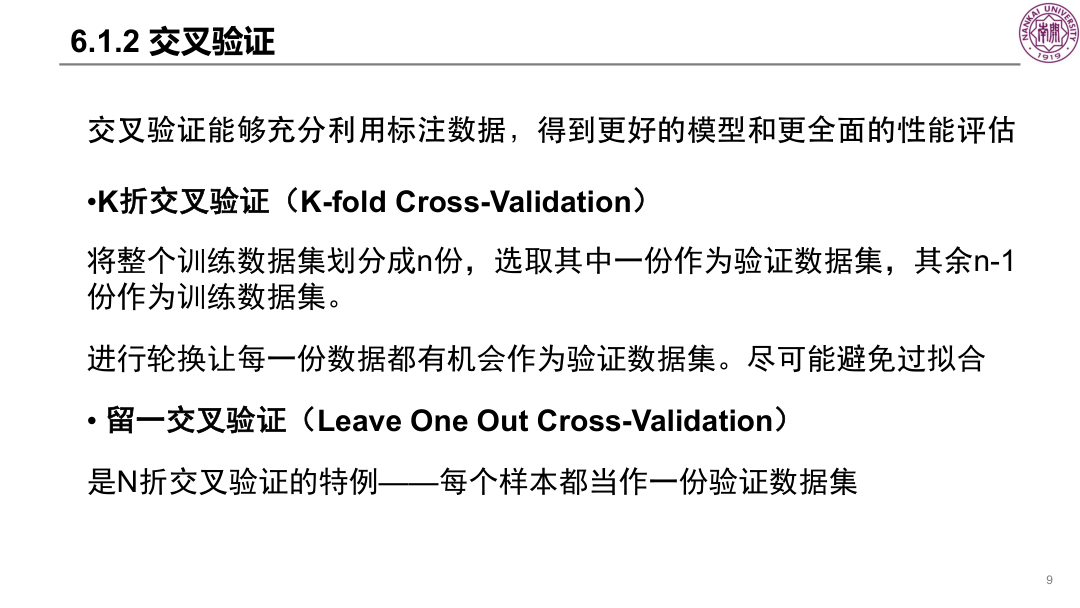 6.1.2 交叉验证
NANKAI UNIVERSITY
南開
1919
交叉验证能够充分利用标注数据，得到更好的模型和更全面的性能评估
•K折交叉验证（K-fold Cross-Validation）
将整个训练数据集划分成n份，选取其中一份作为验证数据集，其余n-1
份作为训练数据集。
进行轮换让每一份数据都有机会作为验证数据集。尽可能避免过拟合
• 留一交叉验证（Leave One Out Cross-Validation）
是N折交叉验证的特例——每个样本都当作一份验证数据集
9